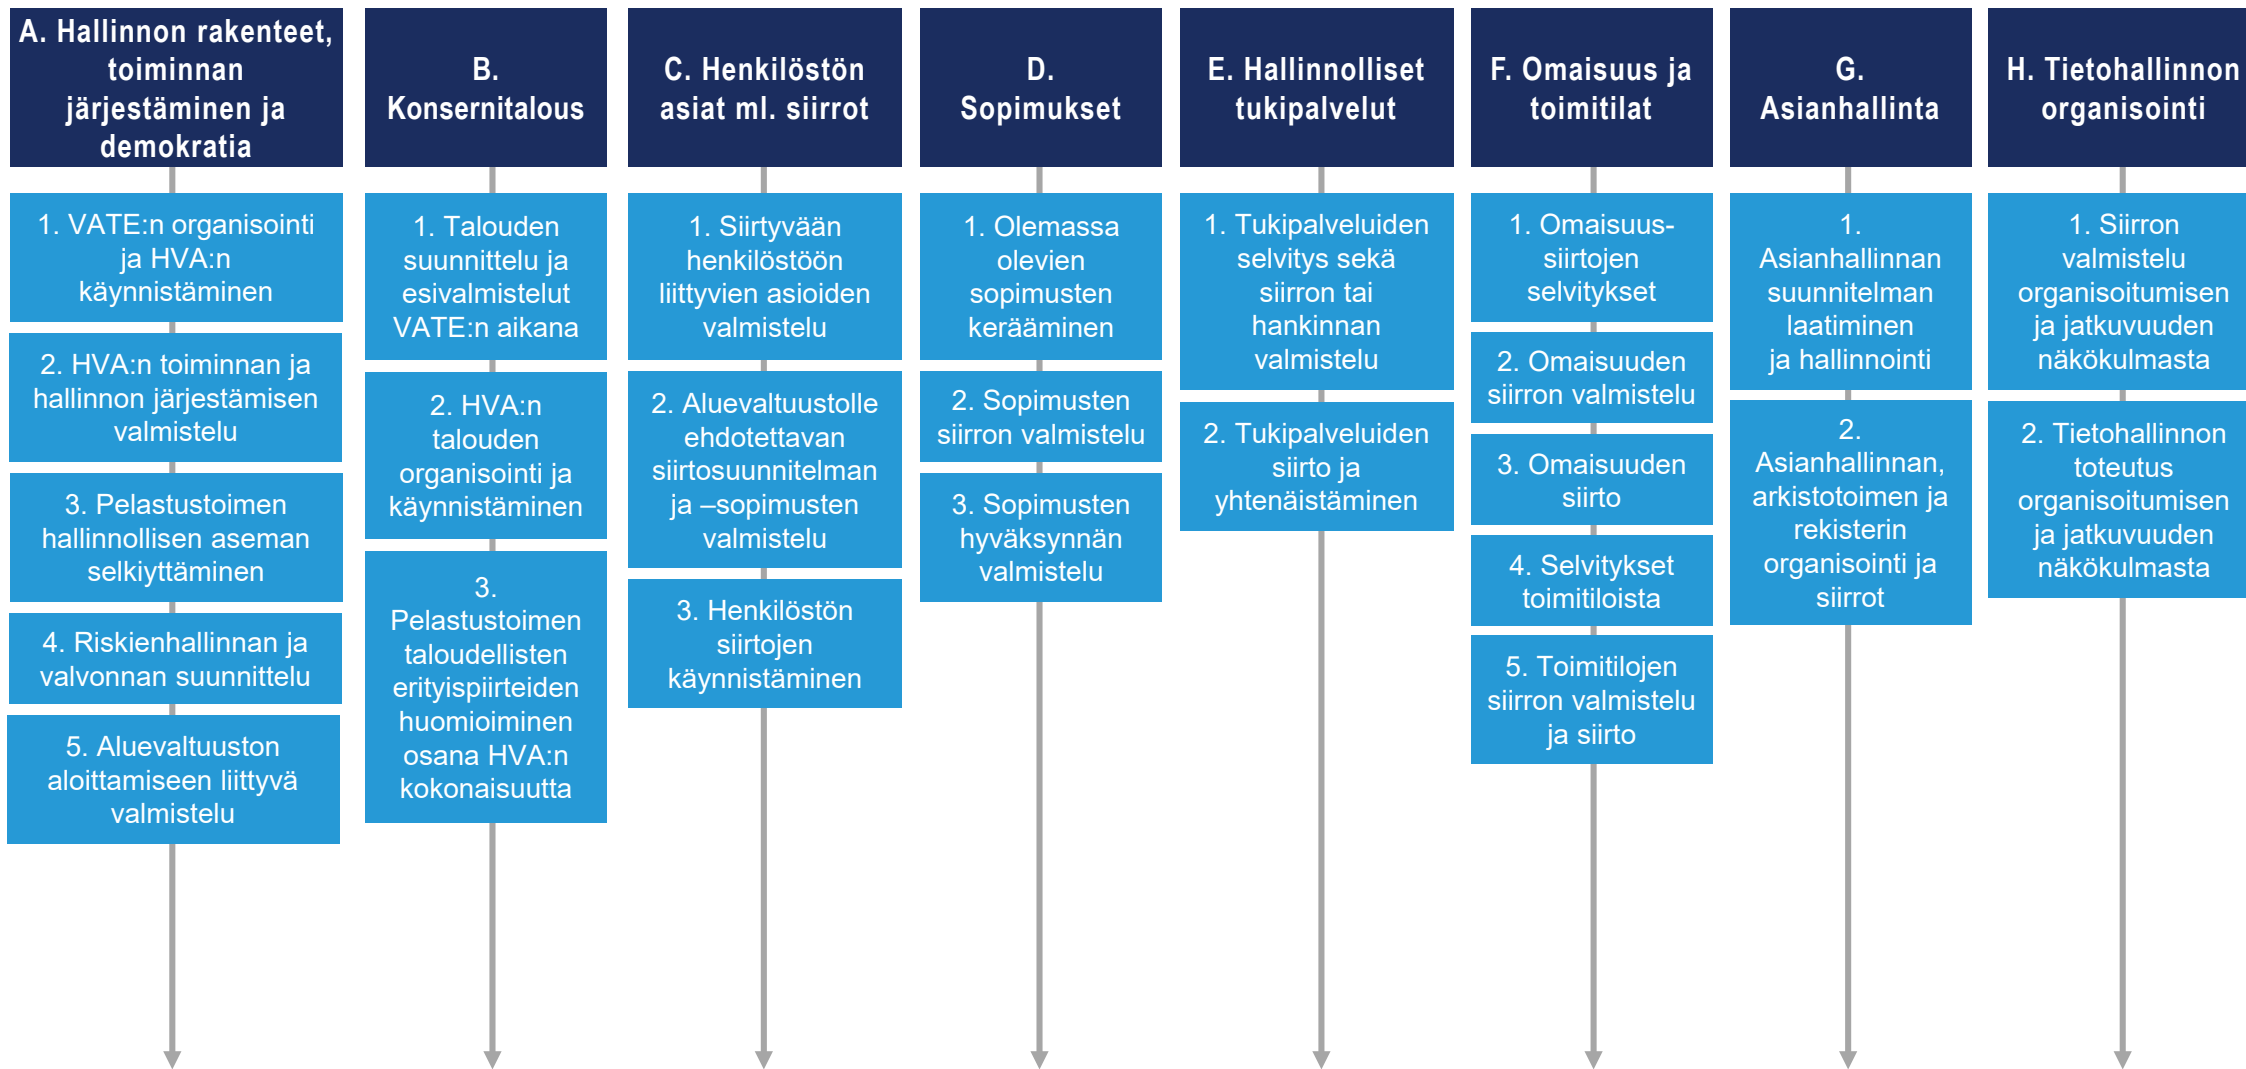 A. Hallinnon rakenteet,
toiminnan
järjestäminen ja
demokratia
1. VATE:n organisointi
ja HVA:n
käynnistäminen
2. HVA:n toiminnan ja
hallinnon järjestämisen
valmistelu
3. Pelastustoimen
hallinnollisen aseman
selkiyttäminen
4. Riskienhallinnan ja
valvonnan suunnittelu
5. Aluevaltuuston
aloittamiseen liittyvä
valmistelu
B.
Konsernitalous
1. Talouden
suunnittelu ja
esivalmistelut
VATE:n aikana
2. HVA:n
talouden
organisointi ja
käynnistäminen
3.
Pelastustoimen
taloudellisten
erityispiirteiden
huomioiminen
osana HVA:n
kokonaisuutta
C. Henkilöstön
asiat ml. siirrot
1. Siirtyvään
henkilöstöön
liittyvien asioiden
valmistelu
2. Aluevaltuustolle
ehdotettavan
siirtosuunnitelman
ja –sopimusten
valmistelu
3. Henkilöstön
siirtojen
käynnistäminen
D.
Sopimukset
1. Olemassa
olevien
sopimusten
kerääminen
2. Sopimusten
siirron valmistelu
3. Sopimusten
hyväksynnän
valmistelu
E. Hallinnolliset
tukipalvelut
1. Tukipalveluiden
selvitys sekä
siirron tai
hankinnan
valmistelu
2. Tukipalveluiden
siirto ja
yhtenäistäminen
F. Omaisuus ja
toimitilat
1. Omaisuus-
siirtojen
selvitykset
2. Omaisuuden
siirron valmistelu
3. Omaisuuden
siirto
4. Selvitykset
toimitiloista
5. Toimitilojen
siirron valmistelu
ja siirto
G.
Asianhallinta
1.
Asianhallinnan
suunnitelman
laatiminen
ja hallinnointi
2.
Asianhallinnan,
arkistotoimen ja
rekisterin
organisointi ja
siirrot
H. Tietohallinnon
organisointi
1. Siirron
valmistelu
organisoitumisen
ja jatkuvuuden
näkökulmasta
2. Tietohallinnon
toteutus
organisoitumisen
ja jatkuvuuden
näkökulmasta